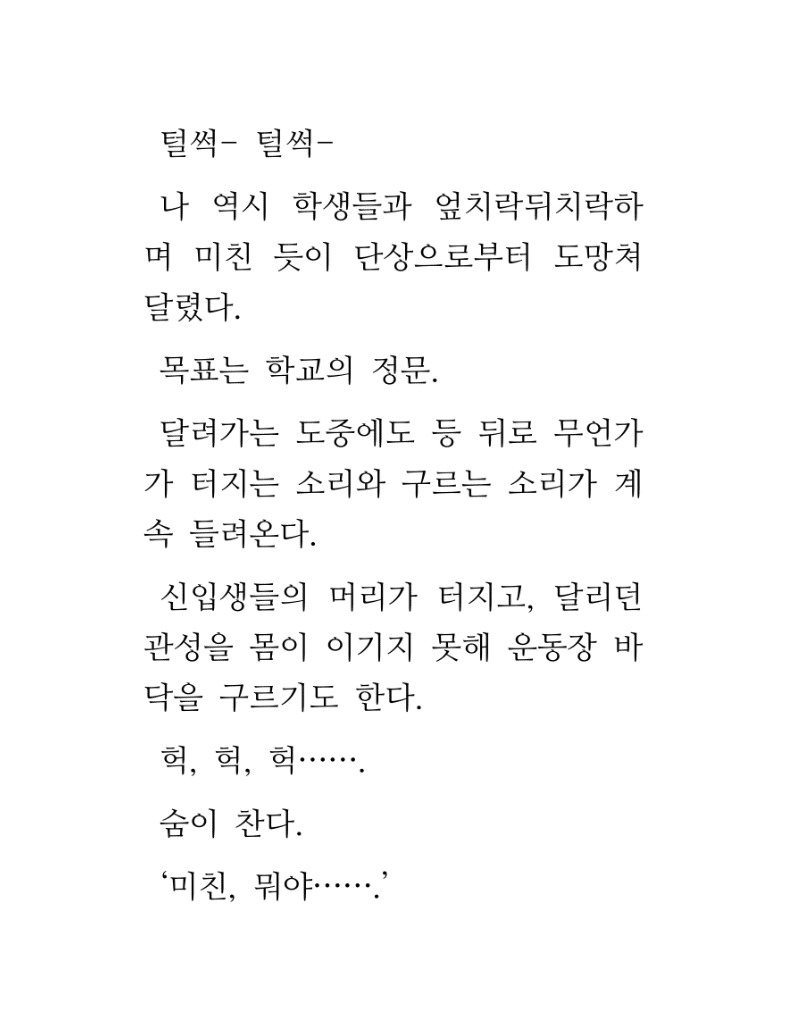 털썩- 털썩-
나 역시 학생들과 엎치락뒤치락하
며 미친 듯이 단상으로부터 도망쳐
달렸다.
목표는 학교의 정문.
달려가는 도중에도 등 뒤로 무언가
가 터지는 소리와 구르는 소리가 계
속 들려온다.
신입생들의 머리가 터지고, 달리던
관성을 몸이 이기지 못해 운동장 바
닥을 구르기도 한다.
헉, 헉, 헉…….
숨이 찬다.
‘미친, 뭐야…….’